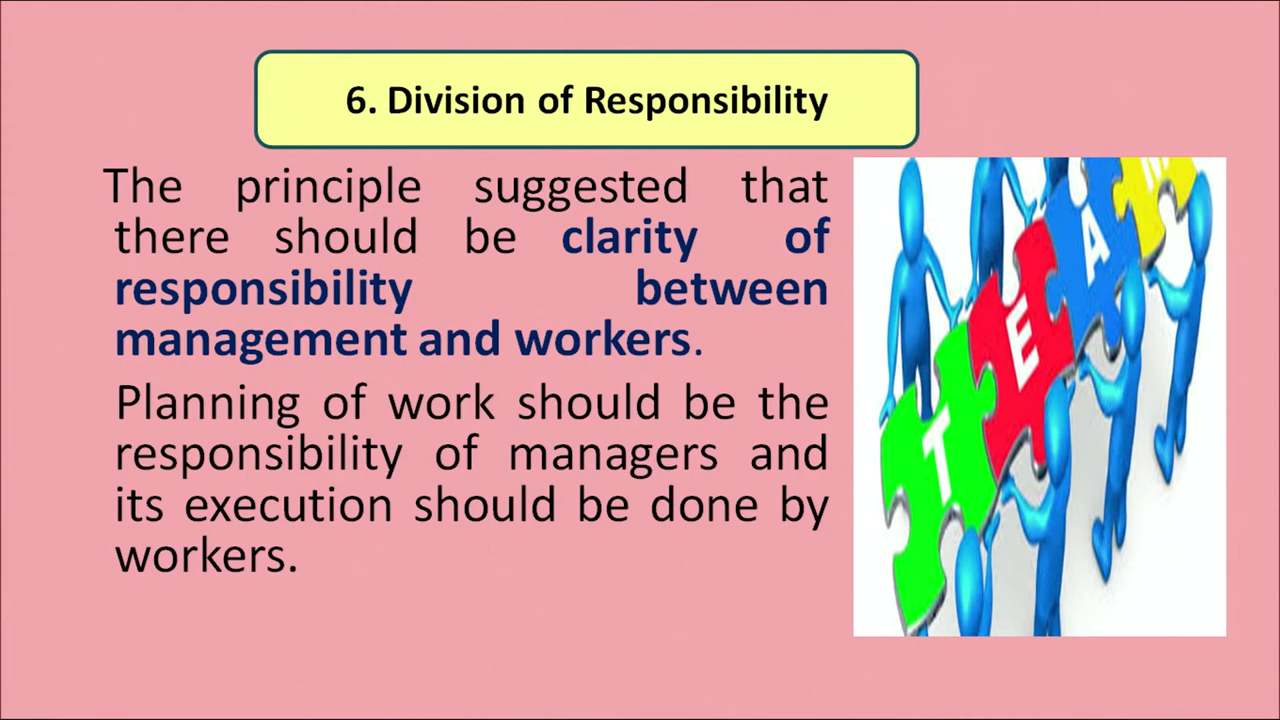 6. Division of Responsibility
The principle suggested that
there should be clarity of
responsibility between
management and workers.
Planning of work should be the
responsibility of managers and
its execution should be done by
workers.
T
E
A
M